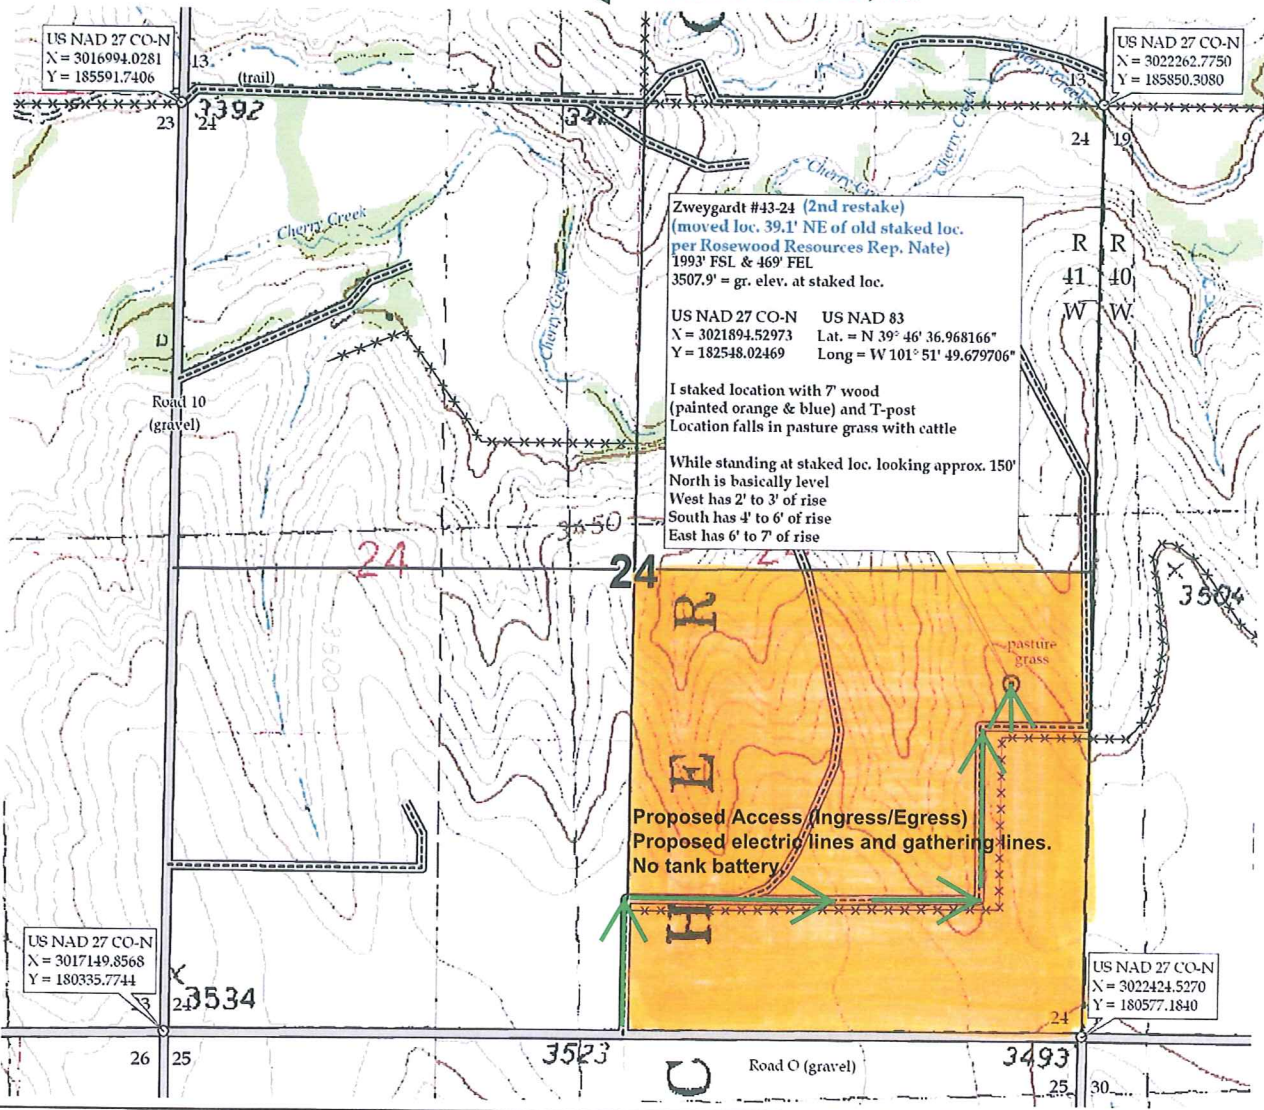 US NAD 27 CO-N
X = 3016994.0281
Y = 185591.7406
US NAD 27 CO-N
X = 3022262.7750
Y = 185850.3080
13
(trail)
13
Cherry Creek
3392
23
24
24
19
Cherry Creek
Cherry
Cherry Creek
Zweygardt #43-24 (2nd restake)
(moved loc. 39.1' NE of old staked loc.
per Rosewood Resources Rep. Nate)
1993' FSL & 469' FEL
3507.9' = gr. elev. at staked loc.
US NAD 27 CO-N US NAD 83
X = 3021894.52973 Lat. = N 39° 46' 36.968166"
Y = 182548.02469 Long = W 101° 51' 49.679706"
I staked location with 7' wood
(painted orange & blue) and T-post
Location falls in pasture grass with cattle
While standing at staked loc. looking approx. 150'
North is basically level
West has 2' to 3' of rise
South has 4' to 6' of rise
East has 6' to 7' of rise
R R
41 40
W W
Cherry Creek
Road 10
(gravel)
24
24
3504
R
pasture
grass
E
Proposed Access (Ingress/Egress)
Proposed electric lines and gathering lines.
No tank battery.
H
US NAD 27 CO-N
X = 3017149.8568
Y = 180335.7744
US NAD 27 CO-N
X = 3022424.5270
Y = 180577.1840
24
3534
24
26
25
3523
C
Road O (gravel)
3493
25
30